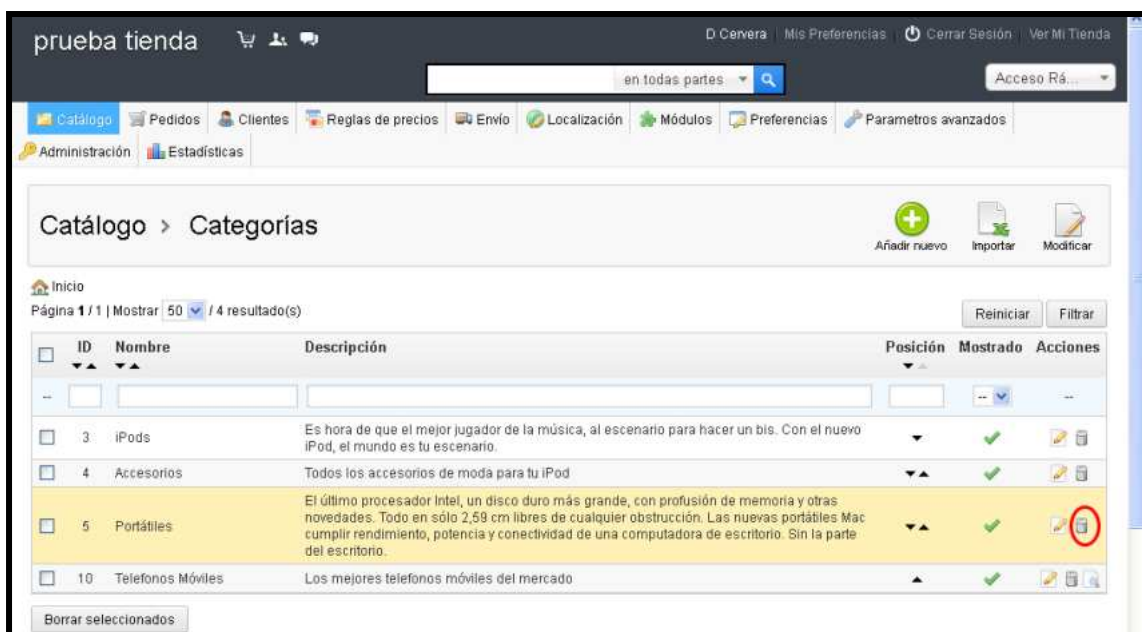 prueba tienda
D Cervera Mis Preferencias Cerrar Sesión Ver Mi Tienda
en todas partes
Acceso Rá...
Catálogo Pedidos Clientes Reglas de precios Envío Localización Módulos Preferencias Parametros avanzados
Administración Estadísticas
Catálogo > Categorías
Añadir nuevo Importar Modificar
Inicio
Página 1 / 1 | Mostrar 50 / 4 resultado(s)
Reiniciar Filtrar
ID Nombre Descripción Posición Mostrado Acciones
-- -- --
3 iPods Es hora de que el mejor jugador de la música, al escenario para hacer un bis. Con el nuevo
iPod, el mundo es tu escenario.
4 Accesorios Todos los accesorios de moda para tu iPod
El último procesador Intel, un disco duro más grande, con profusión de memoria y otras
5 Portátiles novedades. Todo en sólo 2,59 cm libres de cualquier obstrucción. Las nuevas portátiles Mac
cumplir rendimiento, potencia y conectividad de una computadora de escritorio. Sin la parte
del escritorio.
10 Telefonos Móviles Los mejores telefonos móviles del mercado
Borrar seleccionados